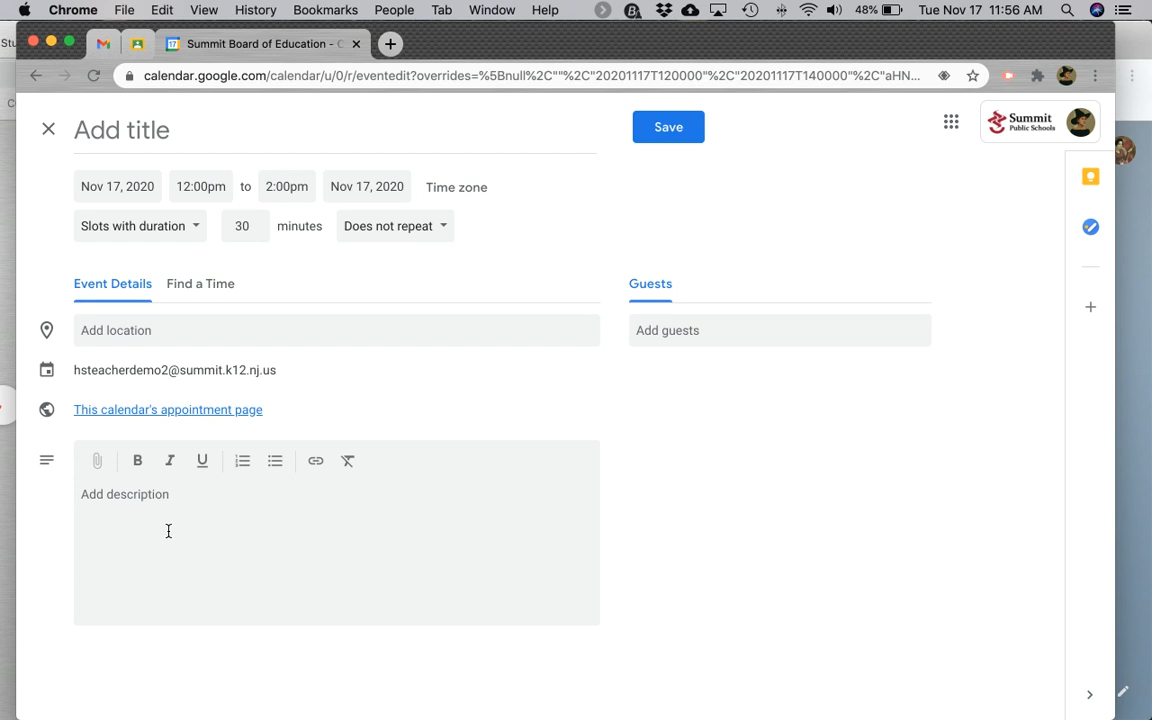 Chrome File Edit View History Bookmarks People Tab Window Help 48% Tue Nov 17 11:56 AM
Summit Board of Education - C
calendar.google.com/calendar/u/0/r/eventedit?overrides=%5Bnull%2C""%2C"20201117T120000"%2C"20201117T140000"%2C"aHN...
Add title
Save
Summit
Public Schools
Nov 17, 2020 12:00pm to 2:00pm Nov 17, 2020 Time zone
Slots with duration 30 minutes Does not repeat
Event Details Find a Time Guests
Add location Add guests
hsteacherdemo2@summit.k12.nj.us
This calendar's appointment page
B I U
Add description